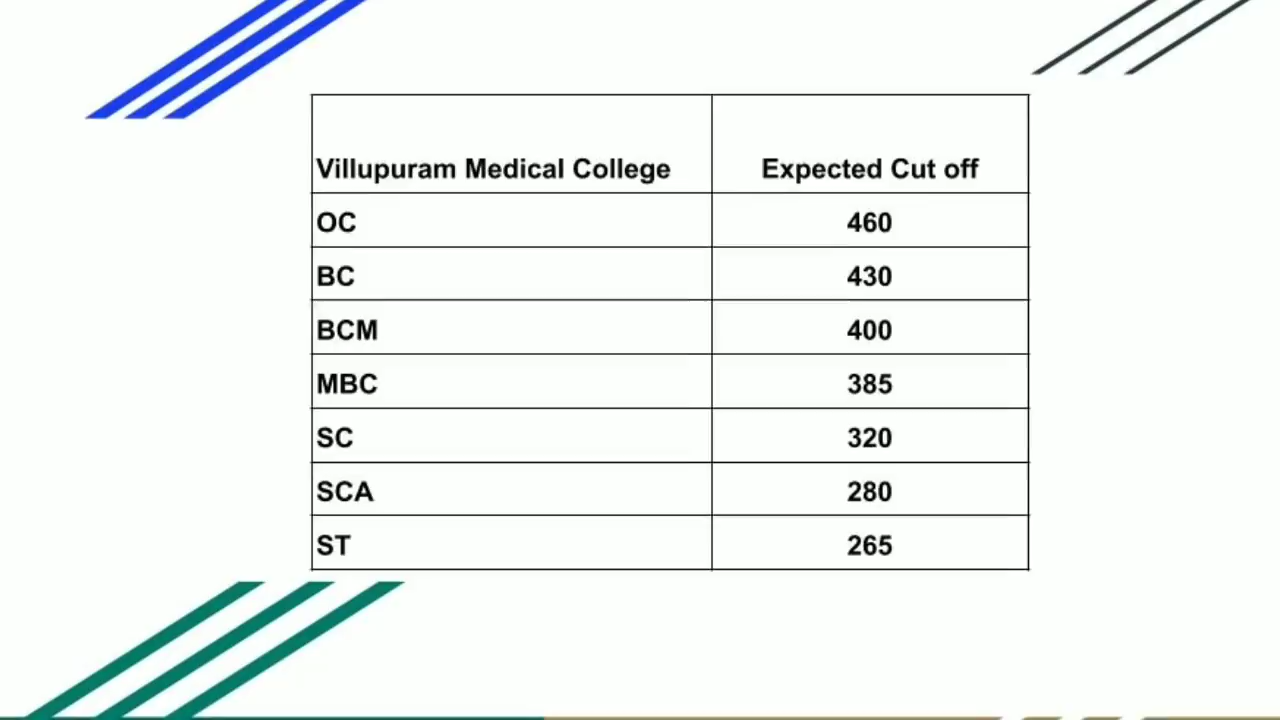 Villupuram Medical College Expected Cut off
OC 460
BC 430
BCM 400
MBC 385
SC 320
SCA 280
ST 265